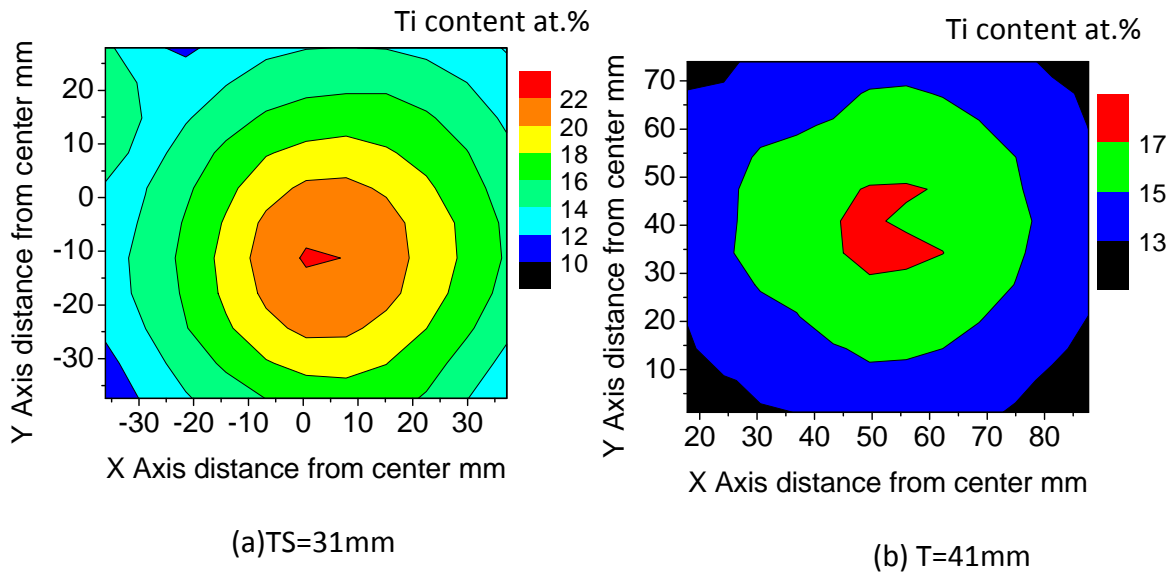 Ti content at.%
Y Axis distance from center mm
20
10
0
-10
-20
-30
-30 -20 -10 0 10 20 30
X Axis distance from center mm
22
20
18
16
14
12
10
(a)TS=31mm
Ti content at.%
Y Axis distance from center mm
70
60
50
40
30
20
10
20 30 40 50 60 70 80
X Axis distance from center mm
17
15
13
(b) T=41mm